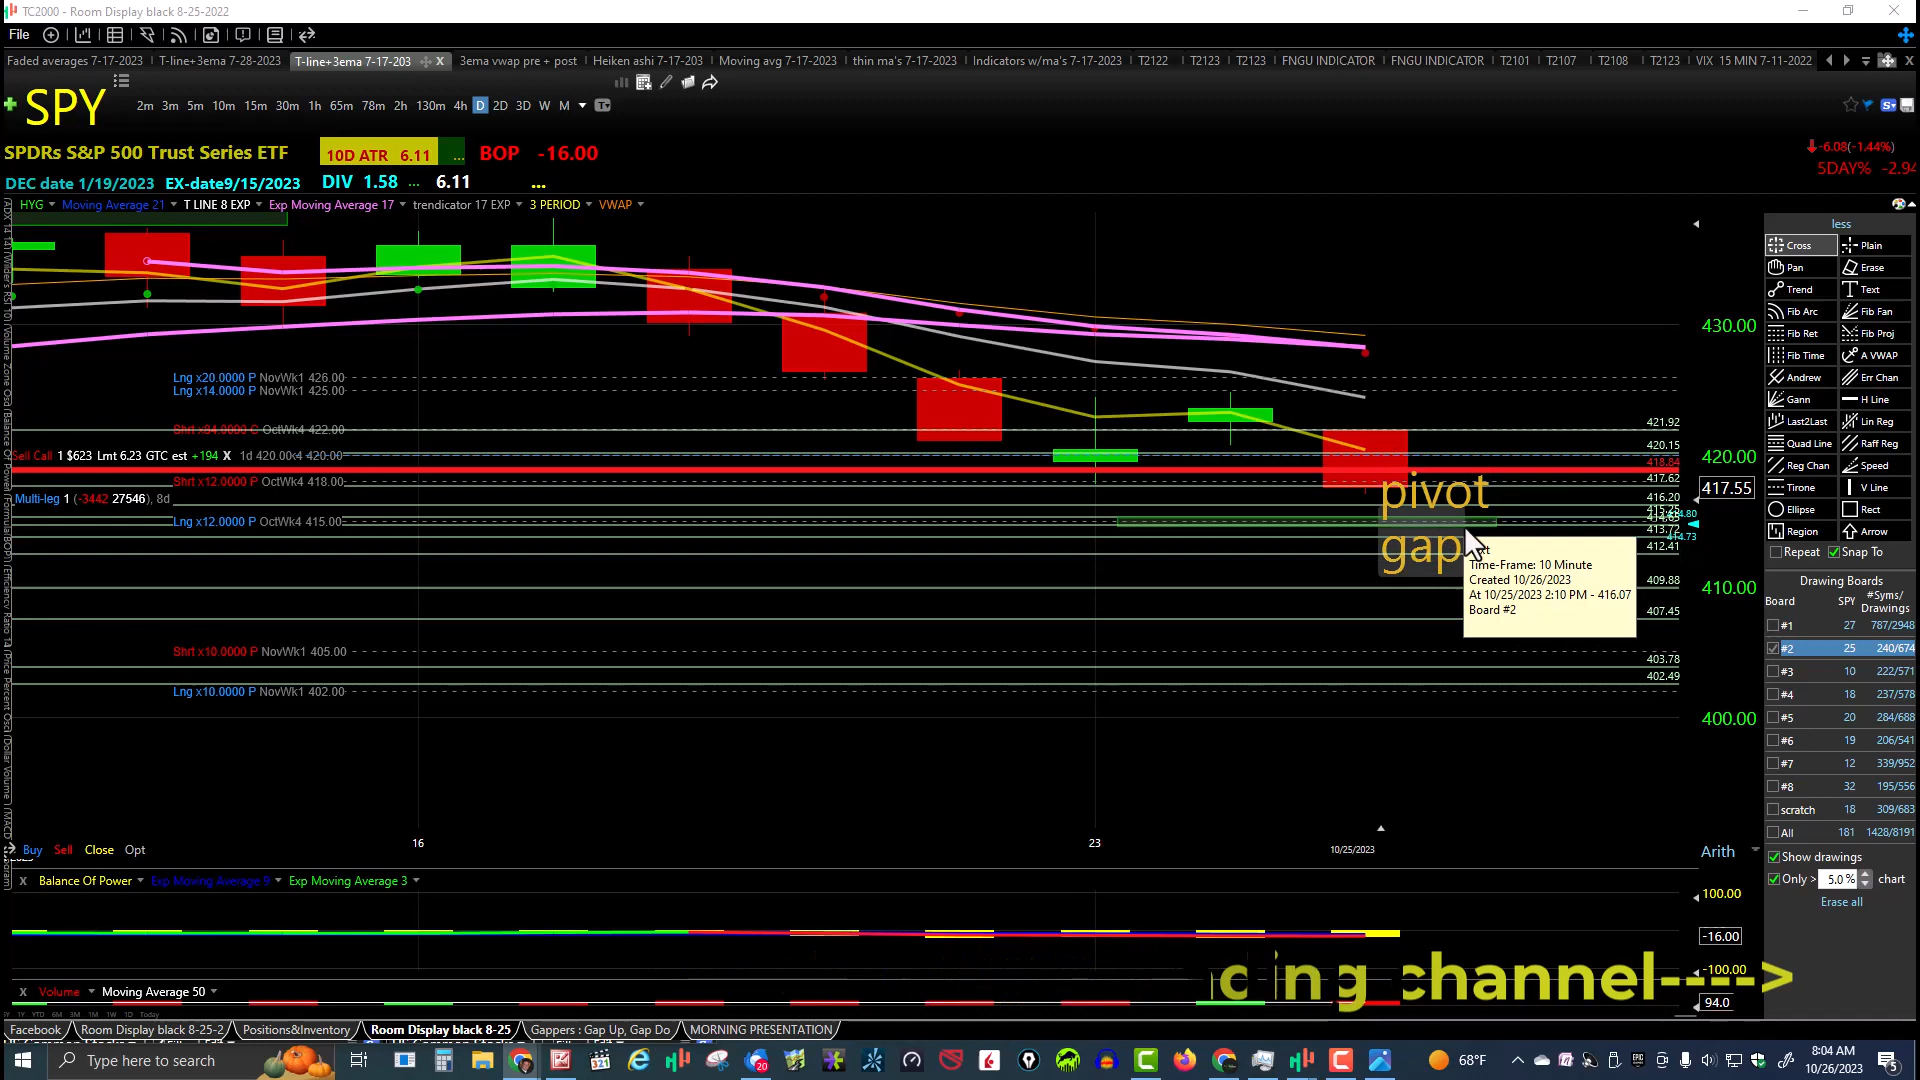 TC2000 - Room Display black 8-25-2022
File
Faded averages 7-17-2023 T-line+3ema 7-28-2023 T-line+3ema 7-17-203 X 3ema vwap pre + post Heiken ashi 7-17-203 Moving avg 7-17-2023 thin ma's 7-17-2023 Indicators w/ma's 7-17-2023 T2122 T2123 T2123 FNGU INDICATOR FNGU INDICATOR T2101 T2107 T2108 T2123 VIX 15 MIN 7-11-2022
SPY
2m 3m 5m 10m 15m 30m 1h 65m 78m 2h 130m 4h D 2D 3D W M
SPDRs S&P 500 Trust Series ETF 10D ATR 6.11 ... BOP -16.00
-6.08(-1.44%)
5DAY% -2.94
DEC date 1/19/2023 EX-date9/15/2023 DIV 1.58 ... 6.11 ...
HYG Moving Average 21 T LINE 8 EXP Exp Moving Average 17 trendicator 17 EXP 3 PERIOD VWAP
less
Cross Plain
Pan Erase
Trend Text
Fib Arc Fib Fan
Fib Ret Fib Proj
Fib Time A VWAP
Andrew Err Chan
Gann H Line
Last2Last Lin Reg
Quad Line Raff Reg
Reg Chan Speed
Tirone V Line
Ellipse Rect
Region Arrow
Repeat Snap To
Drawing Boards
Board SPY #Syms/
Drawings
#1 27 787/2948
#2 25 240/674
#3 10 222/571
#4 18 237/578
#5 20 284/688
#6 19 206/541
#7 12 339/952
#8 32 195/556
scratch 18 309/683
All 181 1428/8191
Show drawings
Only > 5.0 % chart
Erase all
430.00
Lng x20.0000 P NovWk1 426.00
Lng x14.0000 P NovWk1 425.00
421.92
Shrt x84.0000 C OctWk4 422.00
420.15
Sell Call 1 $623 Lmt 6.23 GTC est +194 X 1d 420.00
420.00
418.84
Shrt x12.0000 P OctWk4 418.00
417.62
417.55
Multi-leg 1 (-3442 27546), 8d
416.20
Lng x12.0000 P OctWk4 415.00
413.72
414.73
412.41
pivot
gap
Time-Frame: 10 Minute
Created 10/26/2023
At 10/25/2023 2:10 PM - 416.07
Board #2
409.88
410.00
407.45
Shrt x10.0000 P NovWk1 405.00
403.78
402.49
Lng x10.0000 P NovWk1 402.00
400.00
16 23 10/25/2023
Buy Sell Close Opt
Arith
X Balance Of Power Exp Moving Average 9 Exp Moving Average 3
100.00
-16.00
-100.00
channel---->
X Volume Moving Average 50
94.0
Facebook Room Display black 8-25-2 Positions&Inventory Room Display black 8-25 Gappers : Gap Up, Gap Do MORNING PRESENTATION
Type here to search
20
68°F
8:04 AM
10/26/2023
5